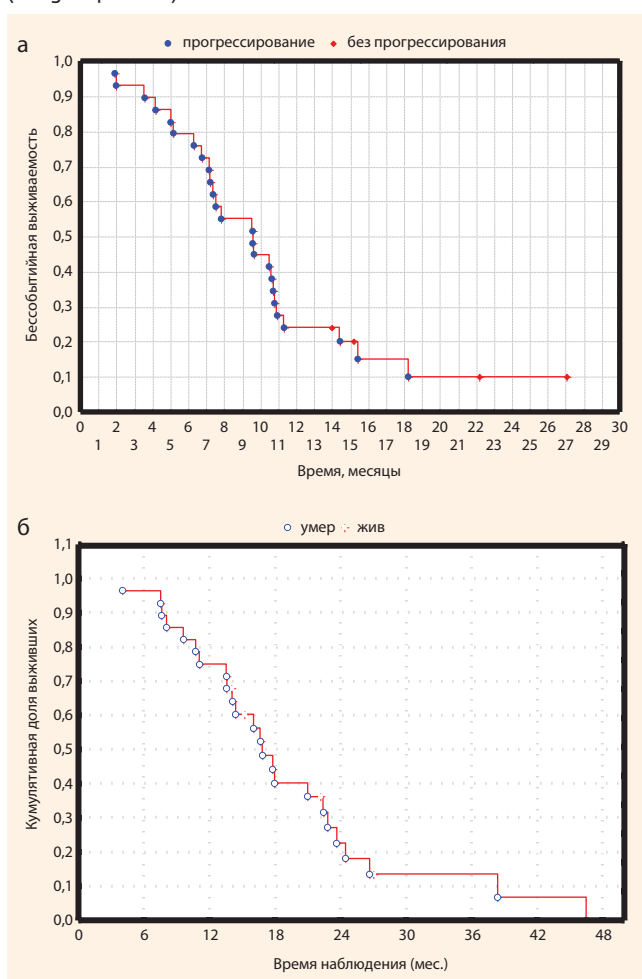 а
прогрессирование без прогрессирования
1,0
0,9
0,8
0,7
0,6
0,5
0,4
0,3
0,2
0,1
0,0
Бессобытийная выживаемость
0 2 4 6 8 10 12 14 16 18 20 22 24 26 28 30
1 3 5 7 9 11 13 15 17 19 21 23 25 27 29
Время, месяцы
б
умер жив
1,1
1,0
0,9
0,8
0,7
0,6
0,5
0,4
0,3
0,2
0,1
0,0
Кумулятивная доля выживших
0 6 12 18 24 30 36 42 48
Время наблюдения (мес.)